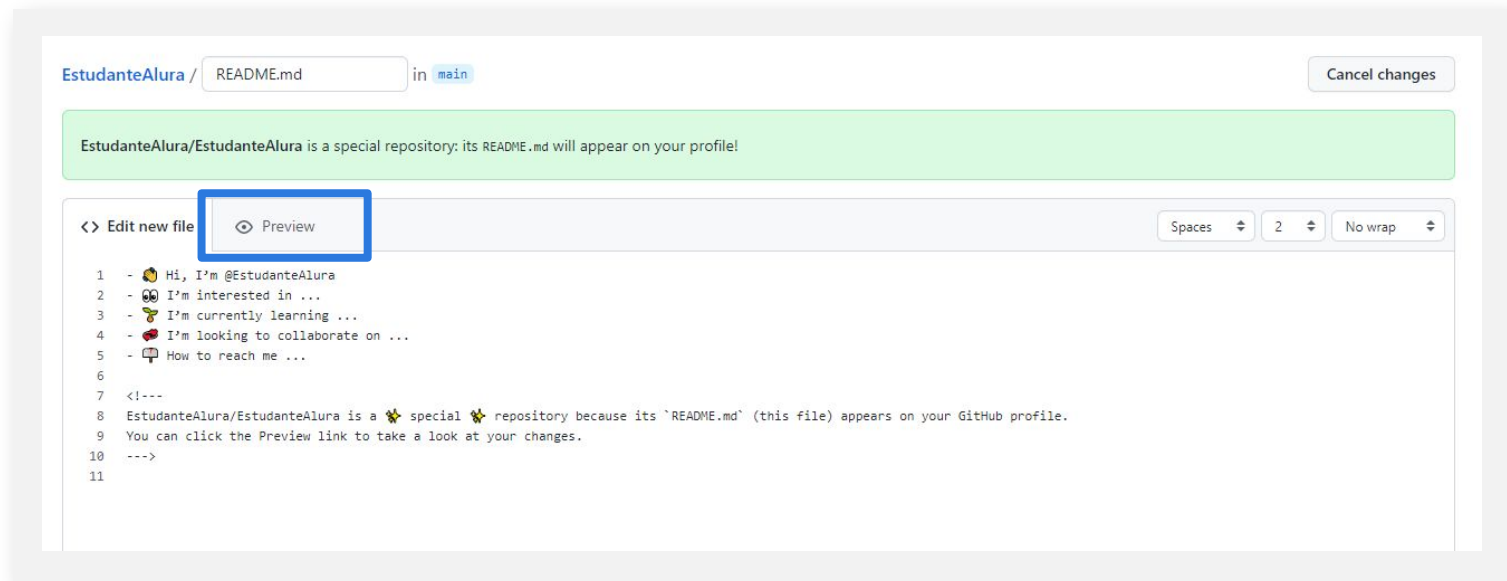 EstudanteAlura / README.md in main
Cancel changes
EstudanteAlura/EstudanteAlura is a special repository: its README.md will appear on your profile!
<> Edit new file
Preview
Spaces
2
No wrap
1 - 👋 Hi, I’m @EstudanteAlura
2 - 👀 I’m interested in ...
3 - 🌱 I’m currently learning ...
4 - 💞️ I’m looking to collaborate on ...
5 - 📫 How to reach me ...
6
7 <!---
8 EstudanteAlura/EstudanteAlura is a ✨ special ✨ repository because its `README.md` (this file) appears on your GitHub profile.
9 You can click the Preview link to take a look at your changes.
10 --->
11